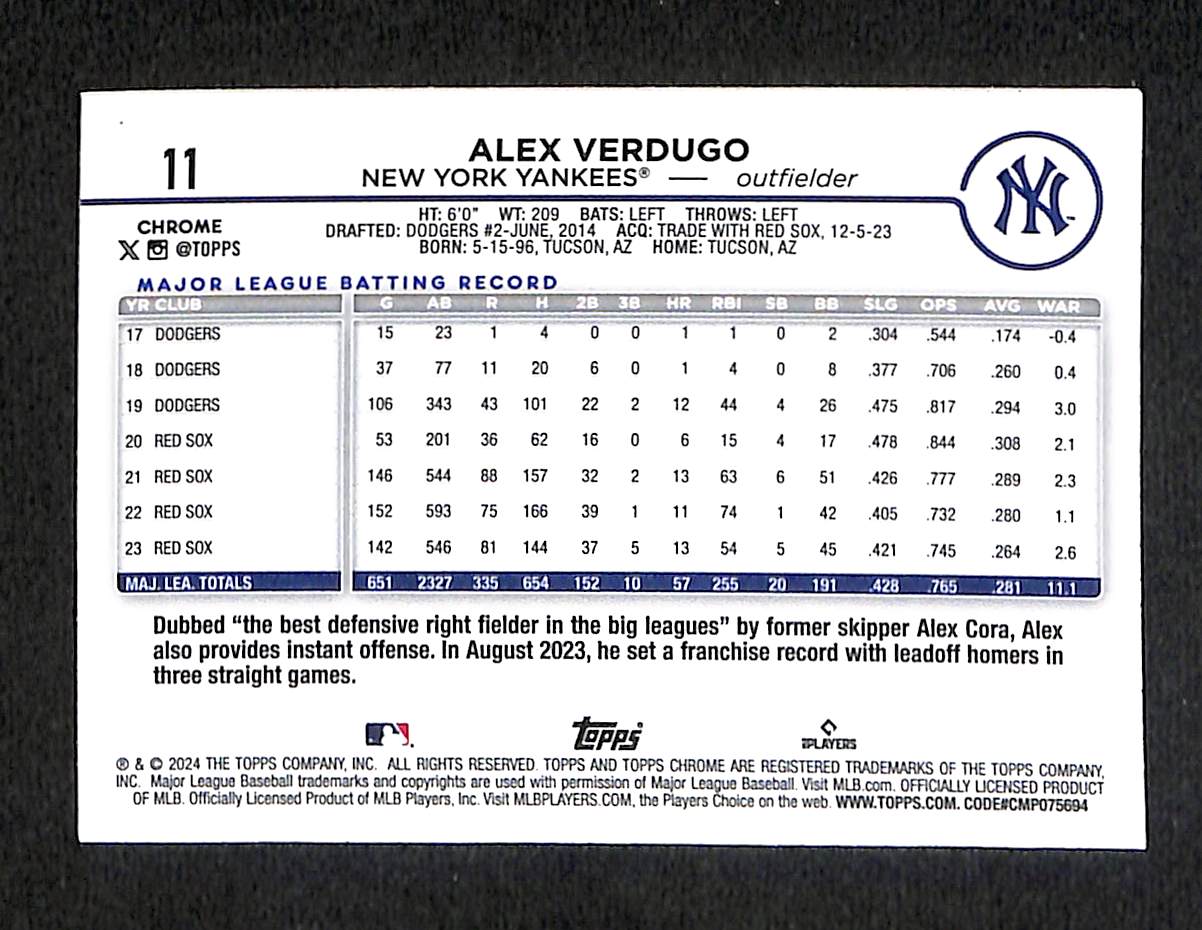 11
ALEX VERDUGO
NEW YORK YANKEES® — outfielder
NY™
CHROME
X @TOPPS
HT: 6'0" WT: 209 BATS: LEFT THROWS: LEFT
DRAFTED: DODGERS #2-JUNE, 2014 ACQ: TRADE WITH RED SOX, 12-5-23
BORN: 5-15-96, TUCSON, AZ HOME: TUCSON, AZ
MAJOR LEAGUE BATTING RECORD
YR CLUB G AB R H 2B 3B HR RBI SB BB SLG OPS AVG WAR
17 DODGERS 15 23 1 4 0 0 1 1 0 2 .304 .544 .174 -0.4
18 DODGERS 37 77 11 20 6 0 1 4 0 8 .377 .706 .260 0.4
19 DODGERS 106 343 43 101 22 2 12 44 4 26 .475 .817 .294 3.0
20 RED SOX 53 201 36 62 16 0 6 15 4 17 .478 .844 .308 2.1
21 RED SOX 146 544 88 157 32 2 13 63 6 51 .426 .777 .289 2.3
22 RED SOX 152 593 75 166 39 1 11 74 1 42 .405 .732 .280 1.1
23 RED SOX 142 546 81 144 37 5 13 54 5 45 .421 .745 .264 2.6
MAJ. LEA. TOTALS 651 2327 335 654 152 10 57 255 20 191 .428 .765 .281 11.1
Dubbed “the best defensive right fielder in the big leagues” by former skipper Alex Cora, Alex
also provides instant offense. In August 2023, he set a franchise record with leadoff homers in
three straight games.
topps
PLAYERS
® & © 2024 THE TOPPS COMPANY, INC. ALL RIGHTS RESERVED. TOPPS AND TOPPS CHROME ARE REGISTERED TRADEMARKS OF THE TOPPS COMPANY,
INC. Major League Baseball trademarks and copyrights are used with permission of Major League Baseball. Visit MLB.com. OFFICIALLY LICENSED PRODUCT
OF MLB. Officially Licensed Product of MLB Players, Inc. Visit MLBPLAYERS.COM, the Players Choice on the web. WWW.TOPPS.COM. CODE#CMP075694